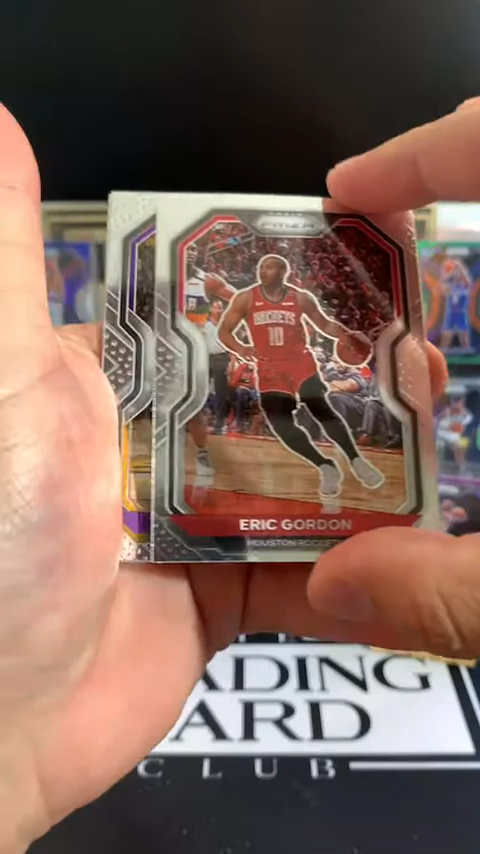 PRIZM
ROCKETS
10
ERIC GORDON
HOUSTON ROCKETS
ADING
ARD
CLUB